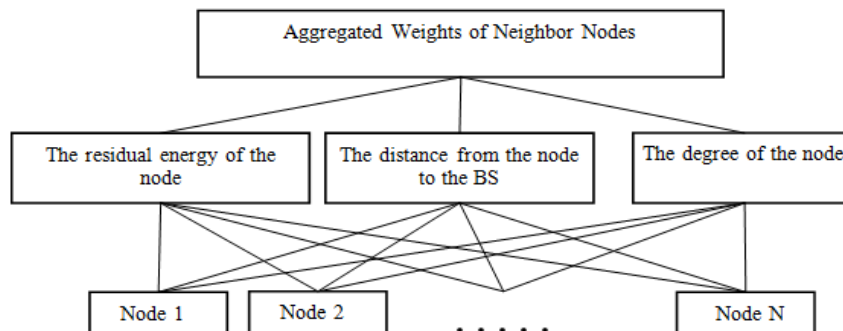 Aggregated Weights of Neighbor Nodes
The residual energy of the
node
The distance from the node
to the BS
The degree of the node
Node 1
Node 2
.....
Node N